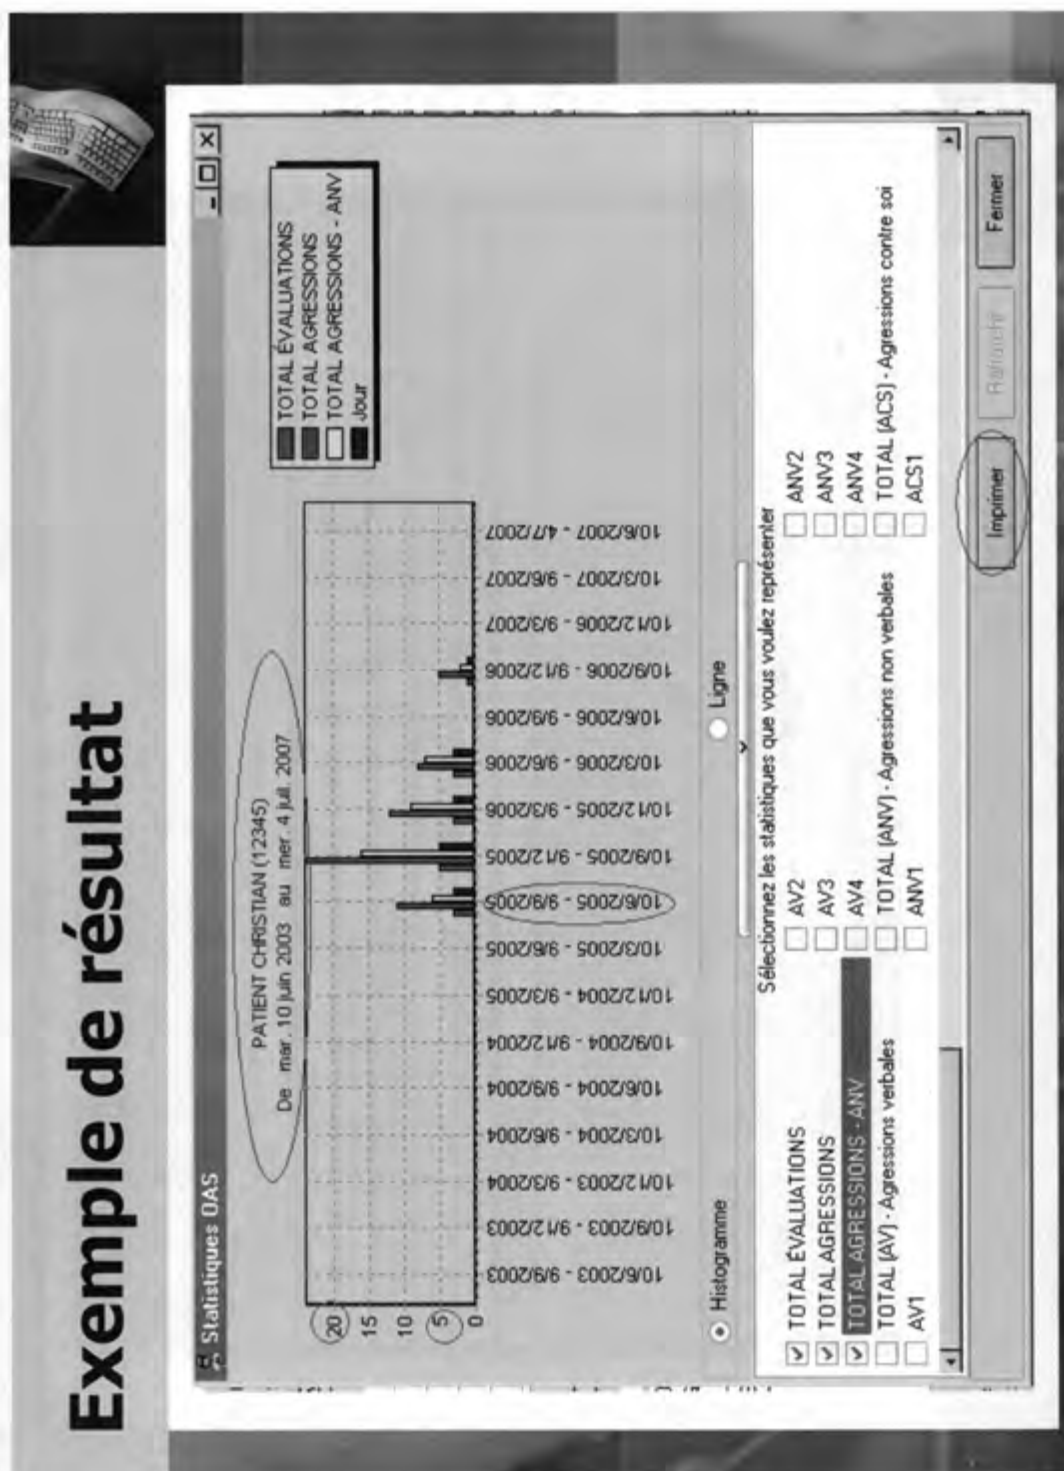 Exemple de résultat
Statistiques OAS
PATIENT CHRISTIAN (12345)
De mar. 10 juin 2003 au mer. 4 juil. 2007
20
15
10
5
0
10/6/2003 - 9/9/2003
10/9/2003 - 9/12/2003
10/12/2003 - 9/3/2004
10/3/2004 - 9/6/2004
10/6/2004 - 9/9/2004
10/9/2004 - 9/12/2004
10/12/2004 - 9/3/2005
10/3/2005 - 9/6/2005
10/6/2005 - 9/9/2005
10/9/2005 - 9/12/2005
10/12/2005 - 9/3/2006
10/3/2006 - 9/6/2006
10/6/2006 - 9/9/2006
10/9/2006 - 9/12/2006
10/12/2006 - 9/3/2007
10/3/2007 - 9/6/2007
10/6/2007 - 4/7/2007
TOTAL ÉVALUATIONS
TOTAL AGRESSIONS
TOTAL AGRESSIONS - ANV
Jour
Histogramme
Ligne
Sélectionnez les statistiques que vous voulez représenter
TOTAL ÉVALUATIONS
TOTAL AGRESSIONS
TOTAL AGRESSIONS - ANV
TOTAL (AV) - Agressions verbales
AV1
AV2
AV3
AV4
TOTAL (ANV) - Agressions non verbales
ANV1
ANV2
ANV3
ANV4
TOTAL (ACS) - Agressions contre soi
ACS1
Imprimer
Rafraichir
Fermer